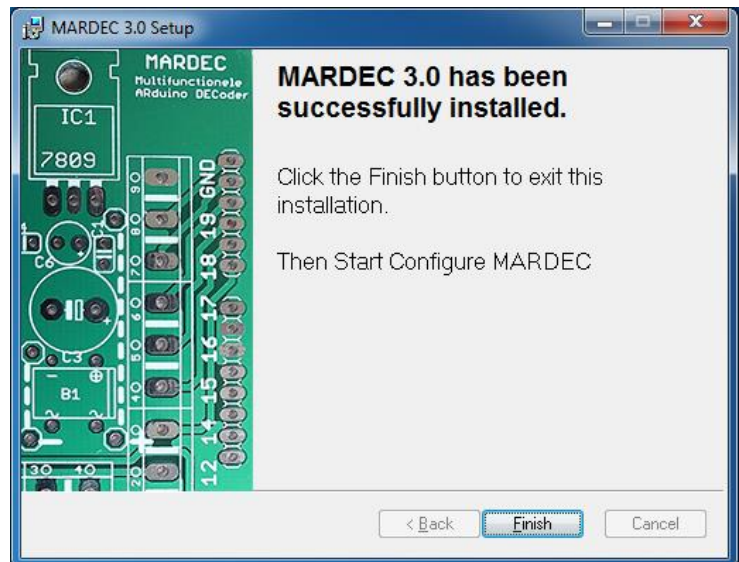 MARDEC 3.0 Setup
MARDEC
Multifunctionele
ARduino DECoder
IC1
7809
C6
C3
B1
30 40
90
80
70
60
50
40
20
GND
19
18
17
16
15
14
12
MARDEC 3.0 has been
successfully installed.
Click the Finish button to exit this
installation.
Then Start Configure MARDEC
< Back
Finish
Cancel